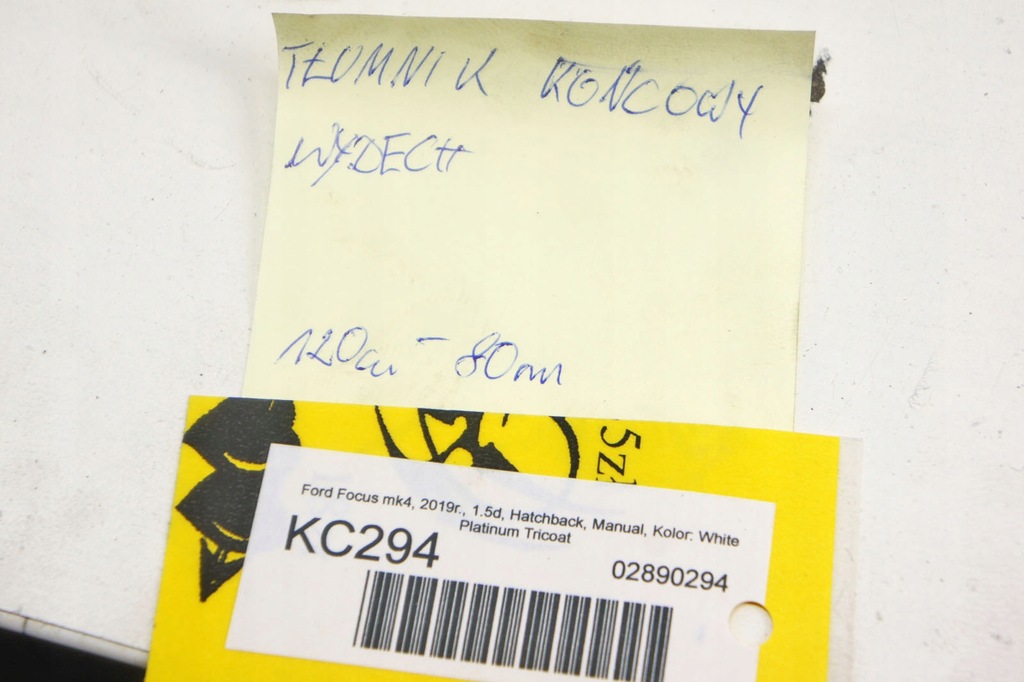 TŁUMNIK KOŃCOWY
WYDECH
120cm - 80cm
5zł
Ford Focus mk4, 2019r., 1.5d, Hatchback, Manual, Kolor: White
Platinum Tricoat
KC294
02890294